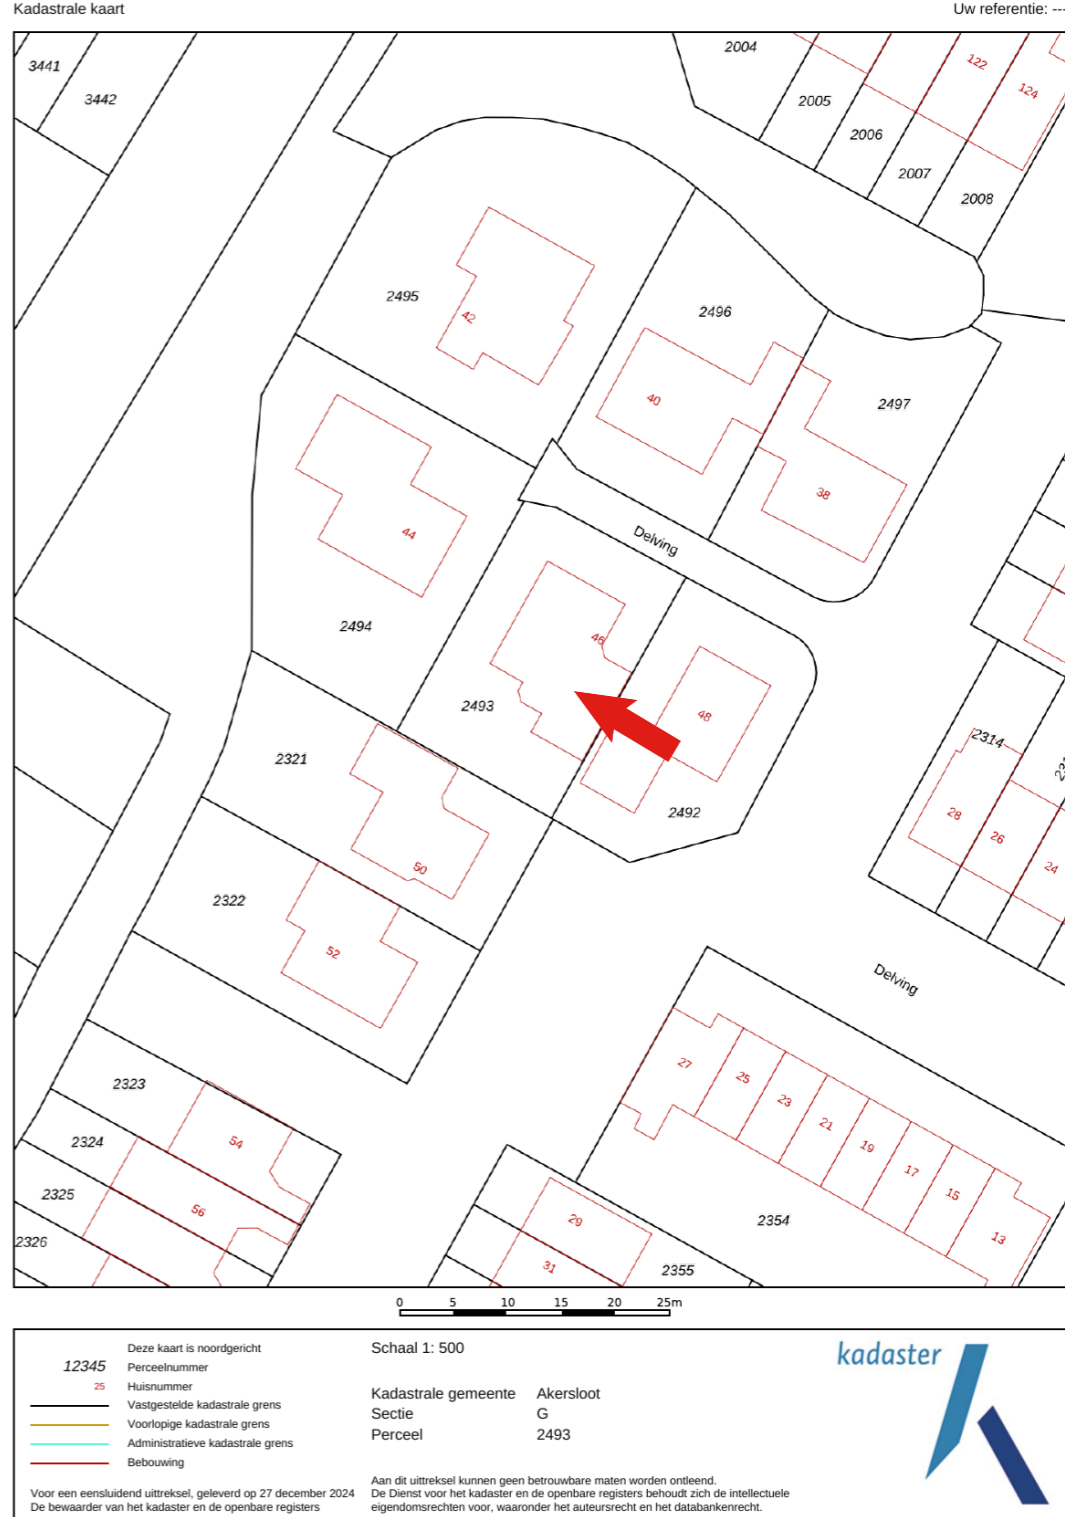 Kadastrale kaart
Uw referentie: ---
3441
3442
2004
2005
2006
2007
2008
122
124
2495
42
2496
40
2497
38
44
2494
Delving
46
2493
48
2492
2321
50
2322
52
2314
28
26
24
Delving
2323
54
2324
2325
56
2326
27
25
23
21
19
17
15
13
2354
29
31
2355
0 5 10 15 20 25m
Deze kaart is noordgericht
12345 Perceelnummer
25 Huisnummer
Vastgestelde kadastrale grens
Voorlopige kadastrale grens
Administratieve kadastrale grens
Bebouwing
Voor een eensluidend uittreksel, geleverd op 27 december 2024
De bewaarder van het kadaster en de openbare registers
Schaal 1: 500
Kadastrale gemeente Akersloot
Sectie G
Perceel 2493
Aan dit uittreksel kunnen geen betrouwbare maten worden ontleend.
De Dienst voor het kadaster en de openbare registers behoudt zich de intellectuele
eigendomsrechten voor, waaronder het auteursrecht en het databankenrecht.
kadaster